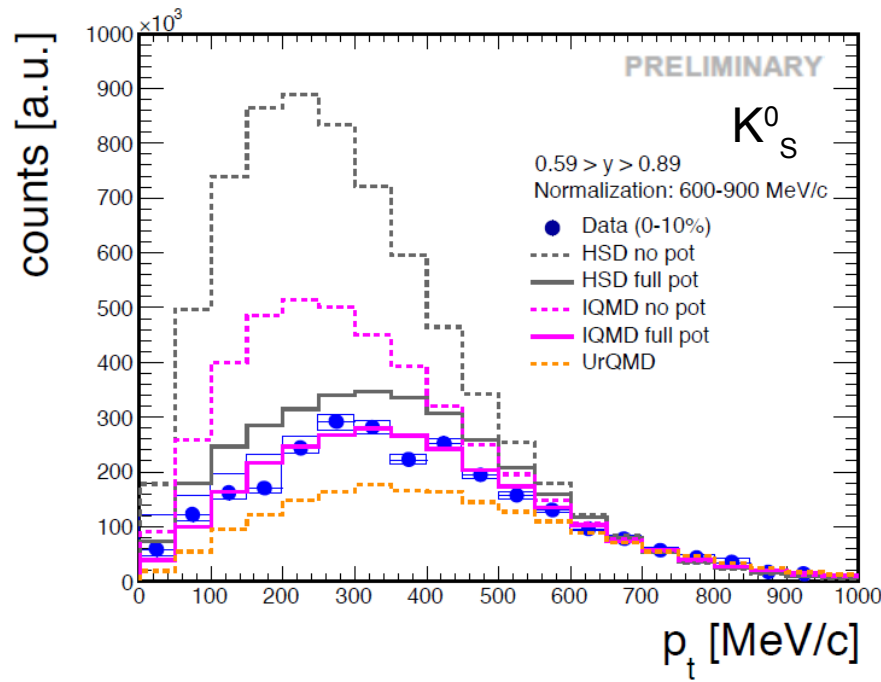 ×10³
1000
900
800
700
600
500
400
300
200
100
0
counts [a.u.]
PRELIMINARY
K⁰S
0.59 > y > 0.89
Normalization: 600-900 MeV/c
Data (0-10%)
HSD no pot
HSD full pot
IQMD no pot
IQMD full pot
UrQMD
0 100 200 300 400 500 600 700 800 900 1000
pt [MeV/c]